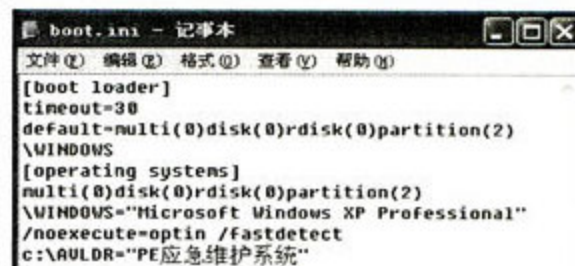 boot.ini - 记事本
文件(F) 编辑(E) 格式(O) 查看(V) 帮助(H)
[boot loader]
timeout=30
default=multi(0)disk(0)rdisk(0)partition(2)
\WINDOWS
[operating systems]
multi(0)disk(0)rdisk(0)partition(2)
\WINDOWS="Microsoft Windows XP Professional"
/noexecute=optin /fastdetect
c:\AVLDR="PE应急维护系统"